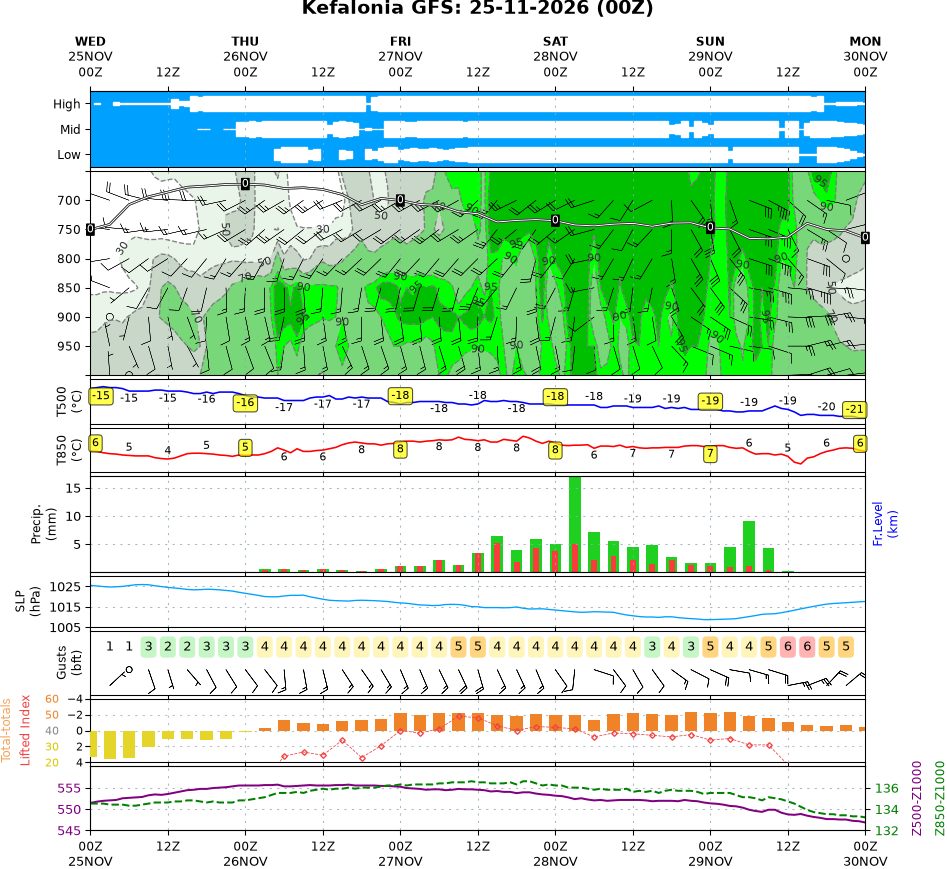 Kefalonia GFS: 25-11-2026 (00Z)
WED THU FRI SAT SUN MON
25NOV 26NOV 27NOV 28NOV 29NOV 30NOV
00Z 12Z 00Z 12Z 00Z 12Z 00Z 12Z 00Z 12Z 00Z
High
Mid
Low
700
750
800
850
900
950
0 0 0 0 0 0
T500 (°C)
-15 -15 -15 -16 -16 -17 -17 -17 -18 -18 -18 -18 -18 -18 -19 -19 -19 -19 -19 -20 -21
T850 (°C)
6 5 4 5 5 6 6 8 8 8 8 8 8 6 7 7 7 6 5 6 6
Precip. (mm)
15
10
5
Fr.Level (km)
SLP (hPa)
1025
1015
1005
Gusts (bft)
1 1 3 2 2 3 3 3 3 4 4 4 4 4 4 4 4 4 4 5 5 4 4 4 4 4 4 4 4 3 4 3 5 4 4 5 6 6 5 5
Total-totals
Lifted Index
60 −4
50 −2
40 0
30 2
20 4
555
550
545
136
134
132
Z500-Z1000
Z850-Z1000
00Z 12Z 00Z 12Z 00Z 12Z 00Z 12Z 00Z 12Z 00Z
25NOV 26NOV 27NOV 28NOV 29NOV 30NOV